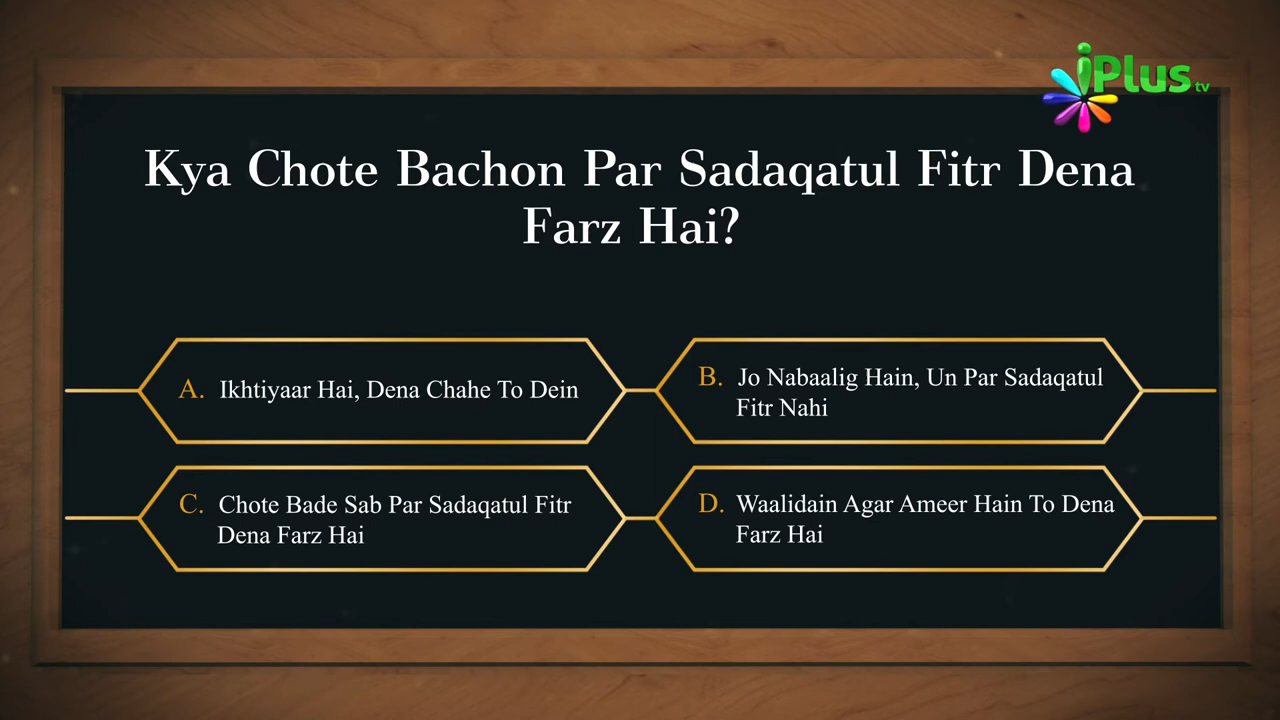 iPlus tv
Kya Chote Bachon Par Sadaqatul Fitr Dena
Farz Hai?
A. Ikhtiyaar Hai, Dena Chahe To Dein
B. Jo Nabaalig Hain, Un Par Sadaqatul
Fitr Nahi
C. Chote Bade Sab Par Sadaqatul Fitr
Dena Farz Hai
D. Waalidain Agar Ameer Hain To Dena
Farz Hai